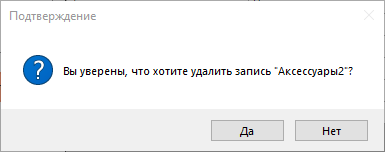 Подтверждение
Вы уверены, что хотите удалить запись "Аксессуары2"?
Да
Нет